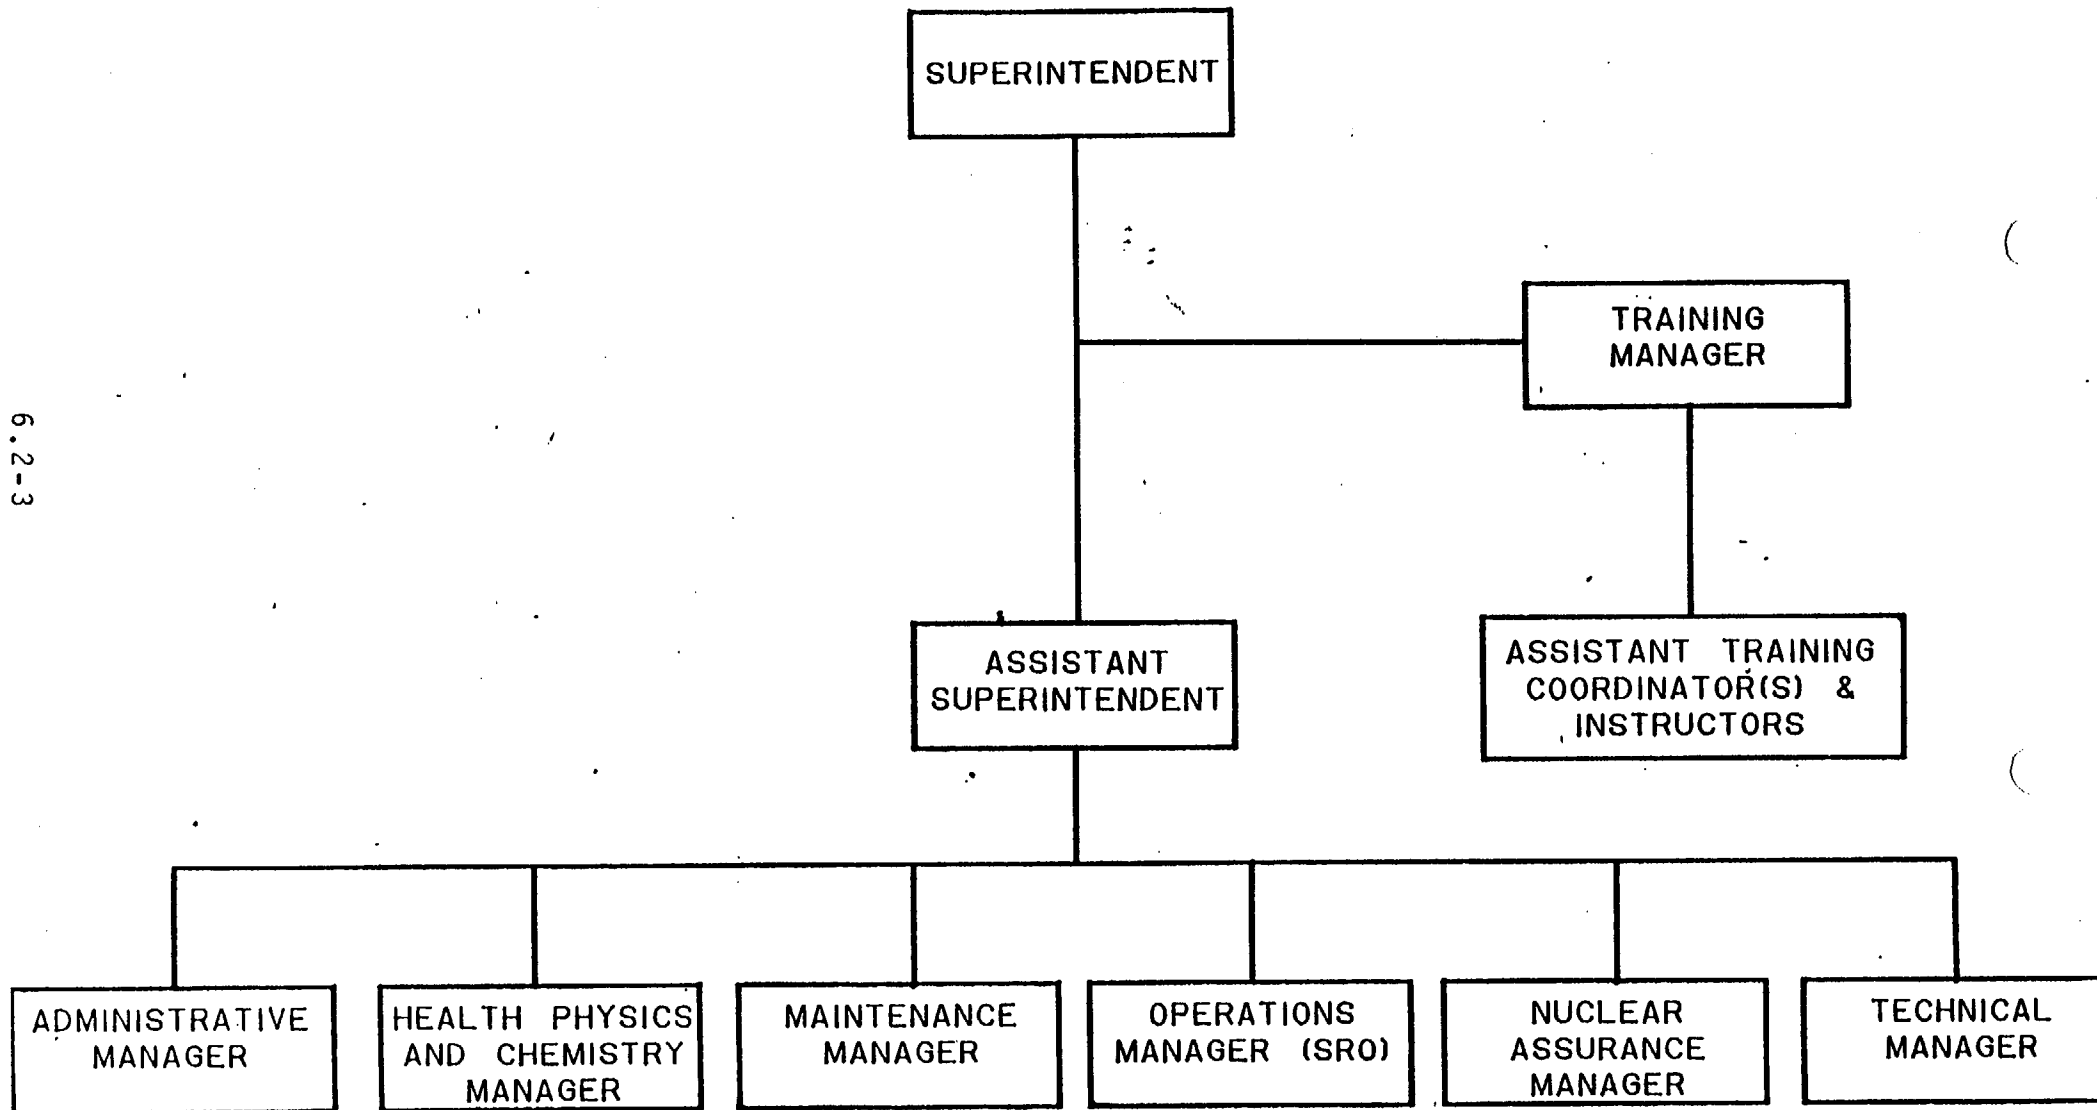 SUPERINTENDENT
TRAINING
MANAGER
6.2-3
ASSISTANT
SUPERINTENDENT
ASSISTANT TRAINING
COORDINATOR(S) &
INSTRUCTORS
ADMINISTRATIVE
MANAGER
HEALTH PHYSICS
AND CHEMISTRY
MANAGER
MAINTENANCE
MANAGER
OPERATIONS
MANAGER (SRO)
NUCLEAR
ASSURANCE
MANAGER
TECHNICAL
MANAGER